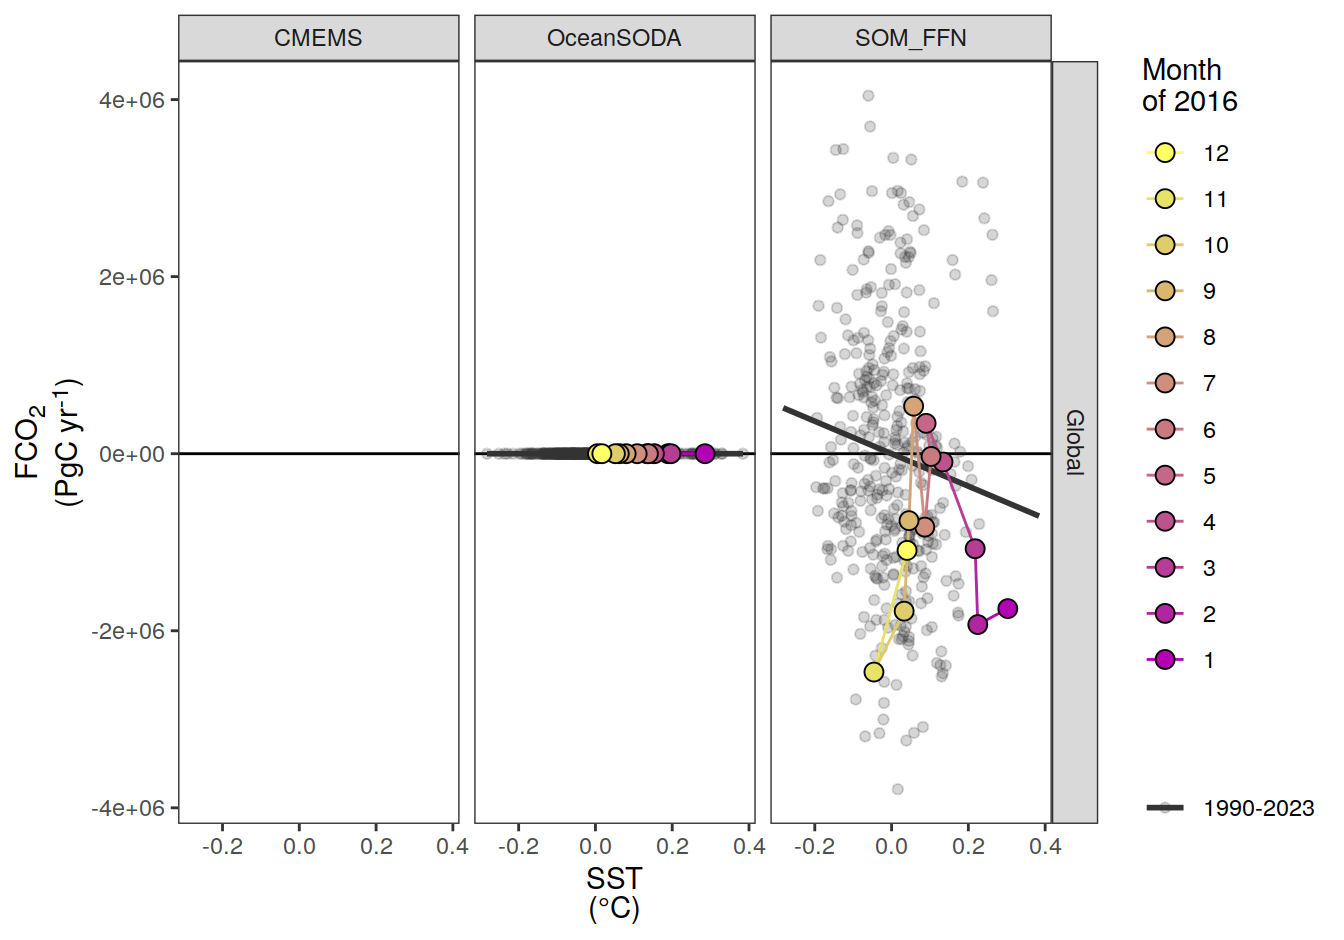 CMEMS
OceanSODA
SOM_FFN
Global
FCO₂
(PgC yr⁻¹)
4e+06
2e+06
0e+00
-2e+06
-4e+06
-0.2
0.0
0.2
0.4
-0.2
0.0
0.2
0.4
-0.2
0.0
0.2
0.4
SST
(°C)
Month
of 2016
12
11
10
9
8
7
6
5
4
3
2
1
1990-2023